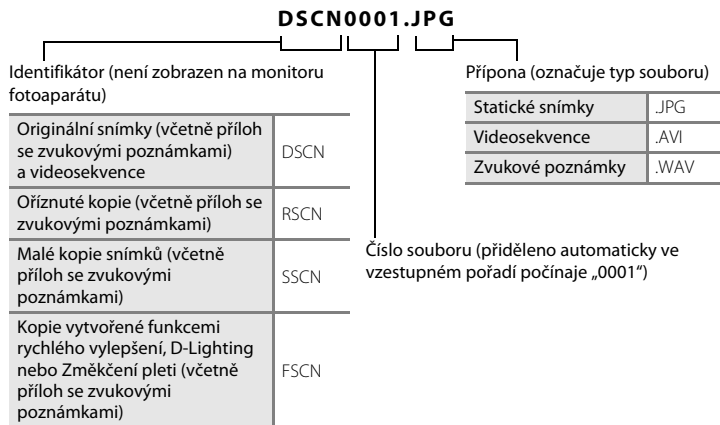 DSCN0001.JPG
Identifikátor (není zobrazen na monitoru
fotoaparátu)
Originální snímky (včetně příloh
se zvukovými poznámkami)
a videosekvence
DSCN
Oříznuté kopie (včetně příloh se
zvukovými poznámkami)
RSCN
Malé kopie snímků (včetně
příloh se zvukovými
poznámkami)
SSCN
Kopie vytvořené funkcemi
rychlého vylepšení, D-Lighting
nebo Změkčení pleti (včetně
příloh se zvukovými
poznámkami)
FSCN
Přípona (označuje typ souboru)
Statické snímky .JPG
Videosekvence .AVI
Zvukové poznámky .WAV
Číslo souboru (přiděleno automaticky ve
vzestupném pořadí počínaje „0001“)